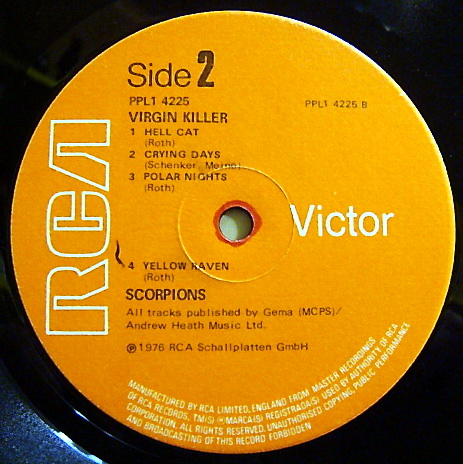 Side 2
PPL1 4225
PPL1 4225 B
VIRGIN KILLER
1 HELL CAT
(Roth)
2 CRYING DAYS
(Schenker, Meine)
3 POLAR NIGHTS
(Roth)
RCA
Victor
4 YELLOW RAVEN
(Roth)
SCORPIONS
All tracks published by Gema (MCPS)/
Andrew Heath Music Ltd.
℗ 1976 RCA Schallplatten GmbH
MANUFACTURED BY RCA LIMITED, ENGLAND FROM MASTER RECORDINGS
OF RCA RECORDS, TM(S) ® MARCA(S) REGISTRADA(S) USED BY AUTHORITY OF RCA
CORPORATION, ALL RIGHTS RESERVED. UNAUTHORISED COPYING, PUBLIC PERFORMANCE
AND BROADCASTING OF THIS RECORD FORBIDDEN